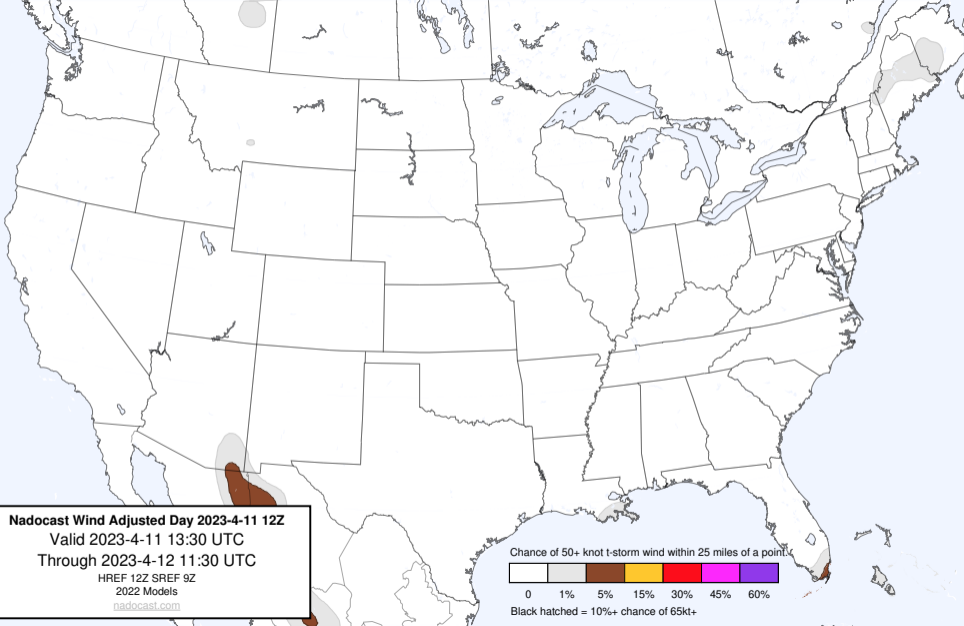 Nadocast Wind Adjusted Day 2023-4-11 12Z
Valid 2023-4-11 13:30 UTC
Through 2023-4-12 11:30 UTC
HREF 12Z SREF 9Z
2022 Models
nadocast.com
Chance of 50+ knot t-storm wind within 25 miles of a point.
0 1% 5% 15% 30% 45% 60%
Black hatched = 10%+ chance of 65kt+